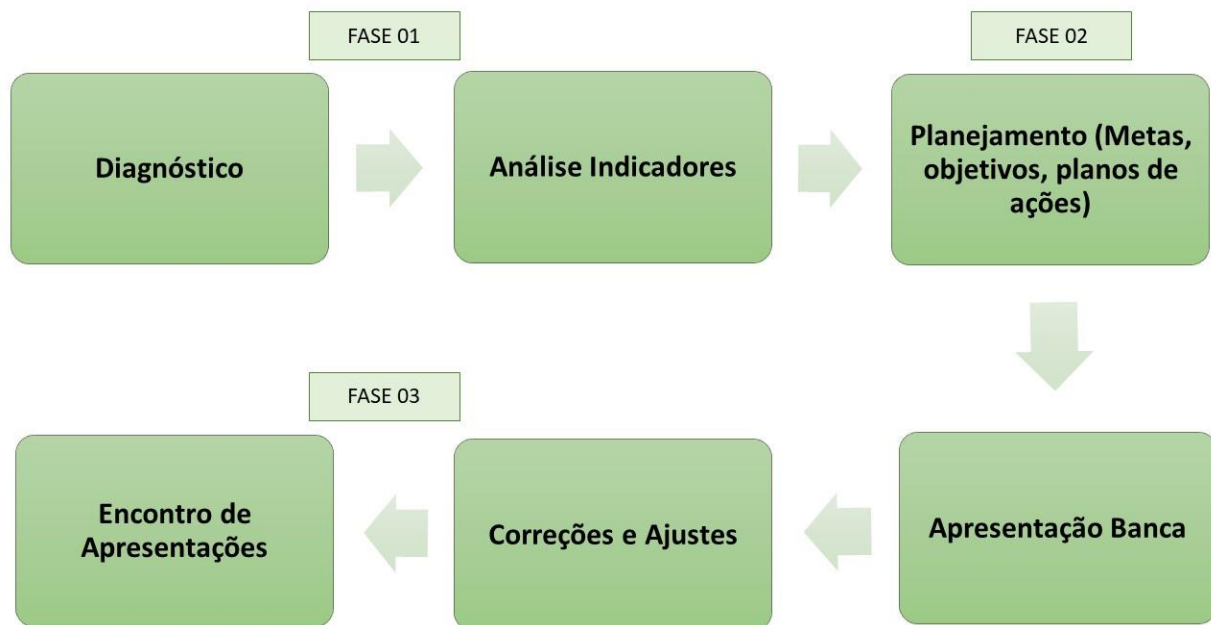 FASE 01
FASE 02
Diagnóstico
Análise Indicadores
Planejamento (Metas,
objetivos, planos de
ações)
FASE 03
Encontro de
Apresentações
Correções e Ajustes
Apresentação Banca